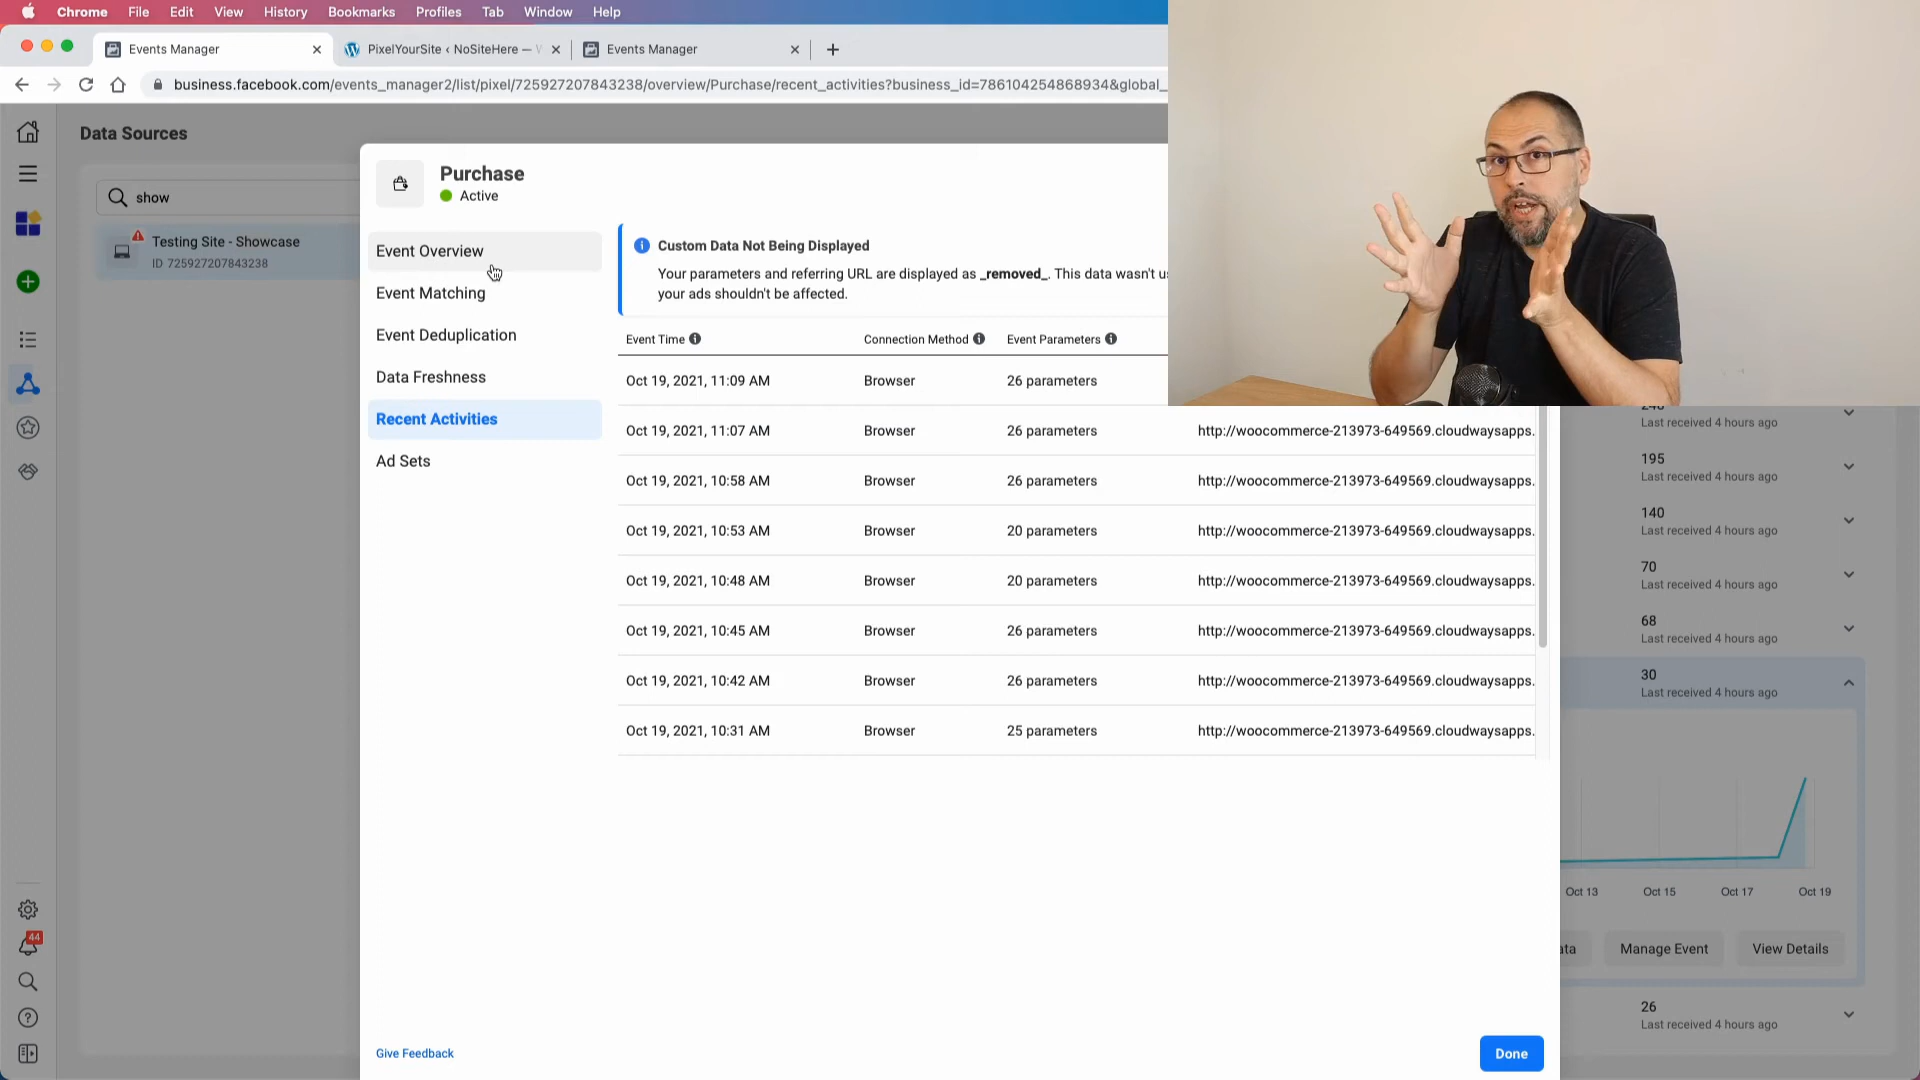 Chrome File Edit View History Bookmarks Profiles Tab Window Help
Events Manager PixelYourSite ‹ NoSiteHere — Events Manager
business.facebook.com/events_manager2/list/pixel/725927207843238/overview/Purchase/recent_activities?business_id=786104254868934&global_
Data Sources
show
Testing Site - Showcase
ID 725927207843238
Purchase
Active
Event Overview
Event Matching
Event Deduplication
Data Freshness
Recent Activities
Ad Sets
Custom Data Not Being Displayed
Your parameters and referring URL are displayed as _removed_. This data wasn't
your ads shouldn't be affected.
Event Time Connection Method Event Parameters
Oct 19, 2021, 11:09 AM Browser 26 parameters
Oct 19, 2021, 11:07 AM Browser 26 parameters http://woocommerce-213973-649569.cloudwaysapps.
Oct 19, 2021, 10:58 AM Browser 26 parameters http://woocommerce-213973-649569.cloudwaysapps.
Oct 19, 2021, 10:53 AM Browser 20 parameters http://woocommerce-213973-649569.cloudwaysapps.
Oct 19, 2021, 10:48 AM Browser 20 parameters http://woocommerce-213973-649569.cloudwaysapps.
Oct 19, 2021, 10:45 AM Browser 26 parameters http://woocommerce-213973-649569.cloudwaysapps.
Oct 19, 2021, 10:42 AM Browser 26 parameters http://woocommerce-213973-649569.cloudwaysapps.
Oct 19, 2021, 10:31 AM Browser 25 parameters http://woocommerce-213973-649569.cloudwaysapps.
Last received 4 hours ago
195
Last received 4 hours ago
140
Last received 4 hours ago
70
Last received 4 hours ago
68
Last received 4 hours ago
30
Last received 4 hours ago
Oct 13 Oct 15 Oct 17 Oct 19
Manage Event View Details
26
Last received 4 hours ago
44
Give Feedback
Done